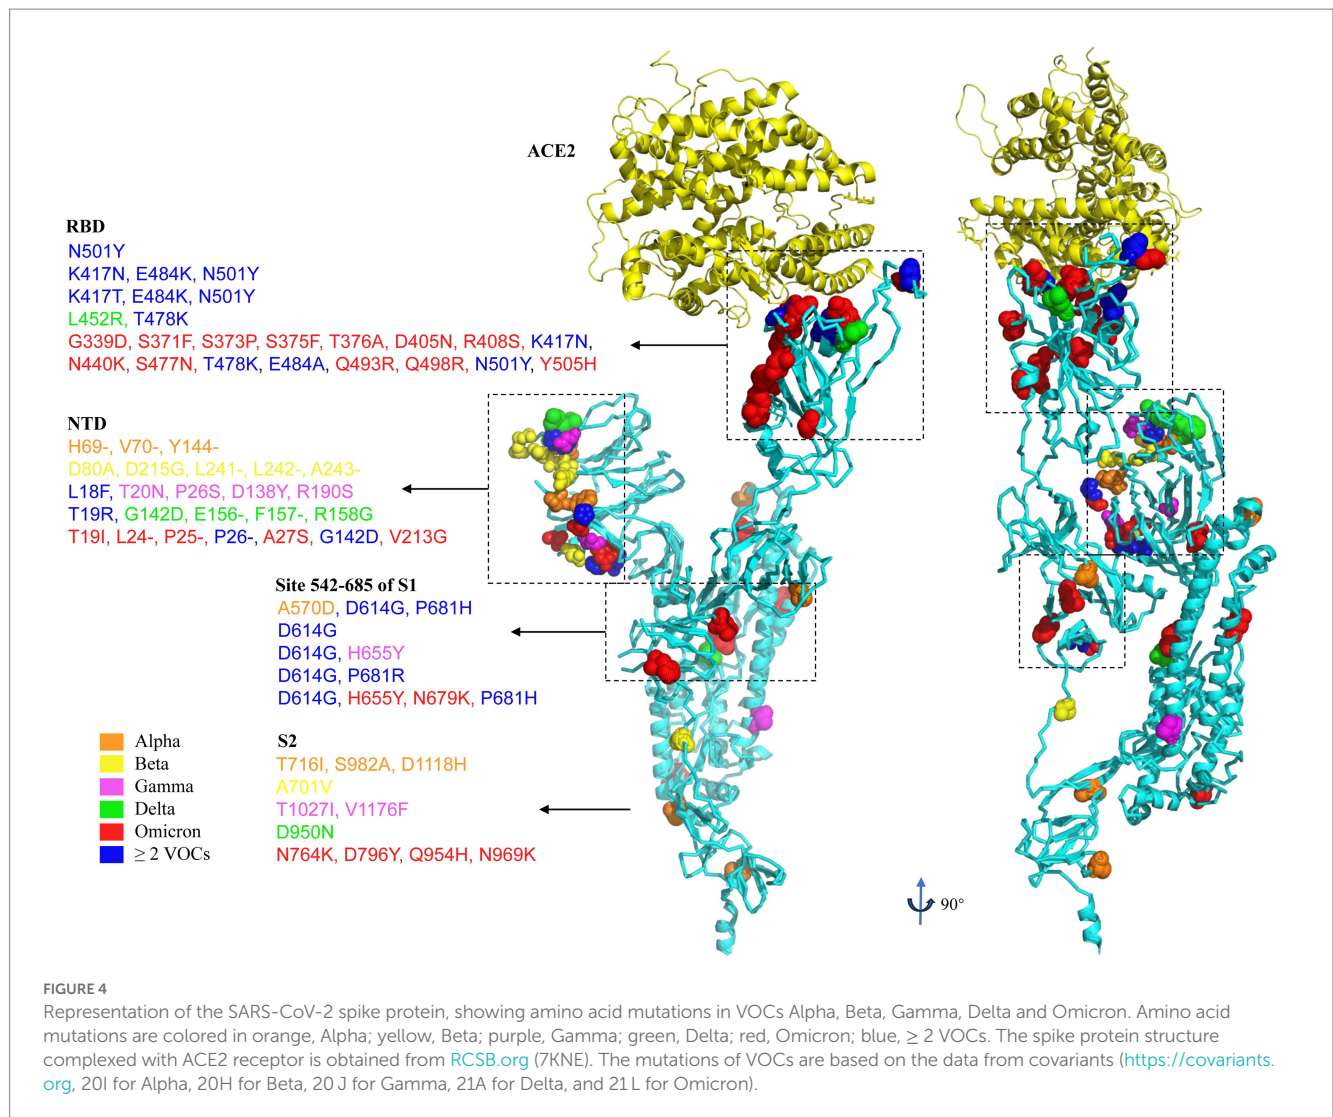 ACE2
RBD
N501Y
K417N, E484K, N501Y
K417T, E484K, N501Y
L452R, T478K
G339D, S371F, S373P, S375F, T376A, D405N, R408S, K417N,
N440K, S477N, T478K, E484A, Q493R, Q498R, N501Y, Y505H
NTD
H69-, V70-, Y144-
D80A, D215G, L241-, L242-, A243-
L18F, T20N, P26S, D138Y, R190S
T19R, G142D, E156-, F157-, R158G
T19I, L24-, P25-, P26-, A27S, G142D, V213G
Site 542-685 of S1
A570D, D614G, P681H
D614G
D614G, H655Y
D614G, P681R
D614G, H655Y, N679K, P681H
S2
T716I, S982A, D1118H
A701V
T1027I, V1176F
D950N
N764K, D796Y, Q954H, N969K
Alpha
Beta
Gamma
Delta
Omicron
≥ 2 VOCs
90°
FIGURE 4
Representation of the SARS-CoV-2 spike protein, showing amino acid mutations in VOCs Alpha, Beta, Gamma, Delta and Omicron. Amino acid
mutations are colored in orange, Alpha; yellow, Beta; purple, Gamma; green, Delta; red, Omicron; blue, ≥ 2 VOCs. The spike protein structure
complexed with ACE2 receptor is obtained from RCSB.org (7KNE). The mutations of VOCs are based on the data from covariants (https://covariants.
org, 20I for Alpha, 20H for Beta, 20 J for Gamma, 21A for Delta, and 21 L for Omicron).